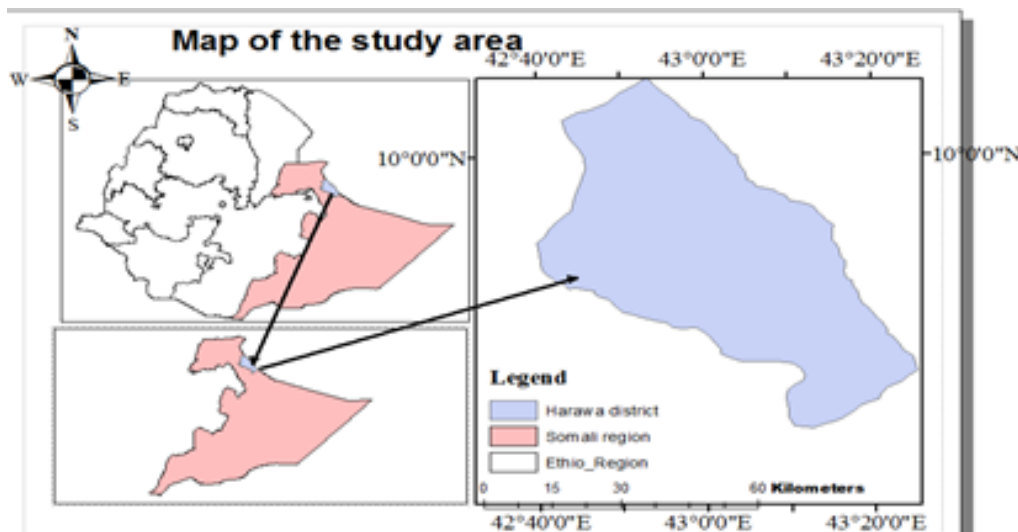 Map of the study area
N
W E
S
42°40'0"E 43°0'0"E 43°20'0"E
10°0'0"N 10°0'0"N
Legend
Harawa district
Somali region
Ethio_Region
0 15 30 60 Kilometers
42°40'0"E 43°0'0"E 43°20'0"E